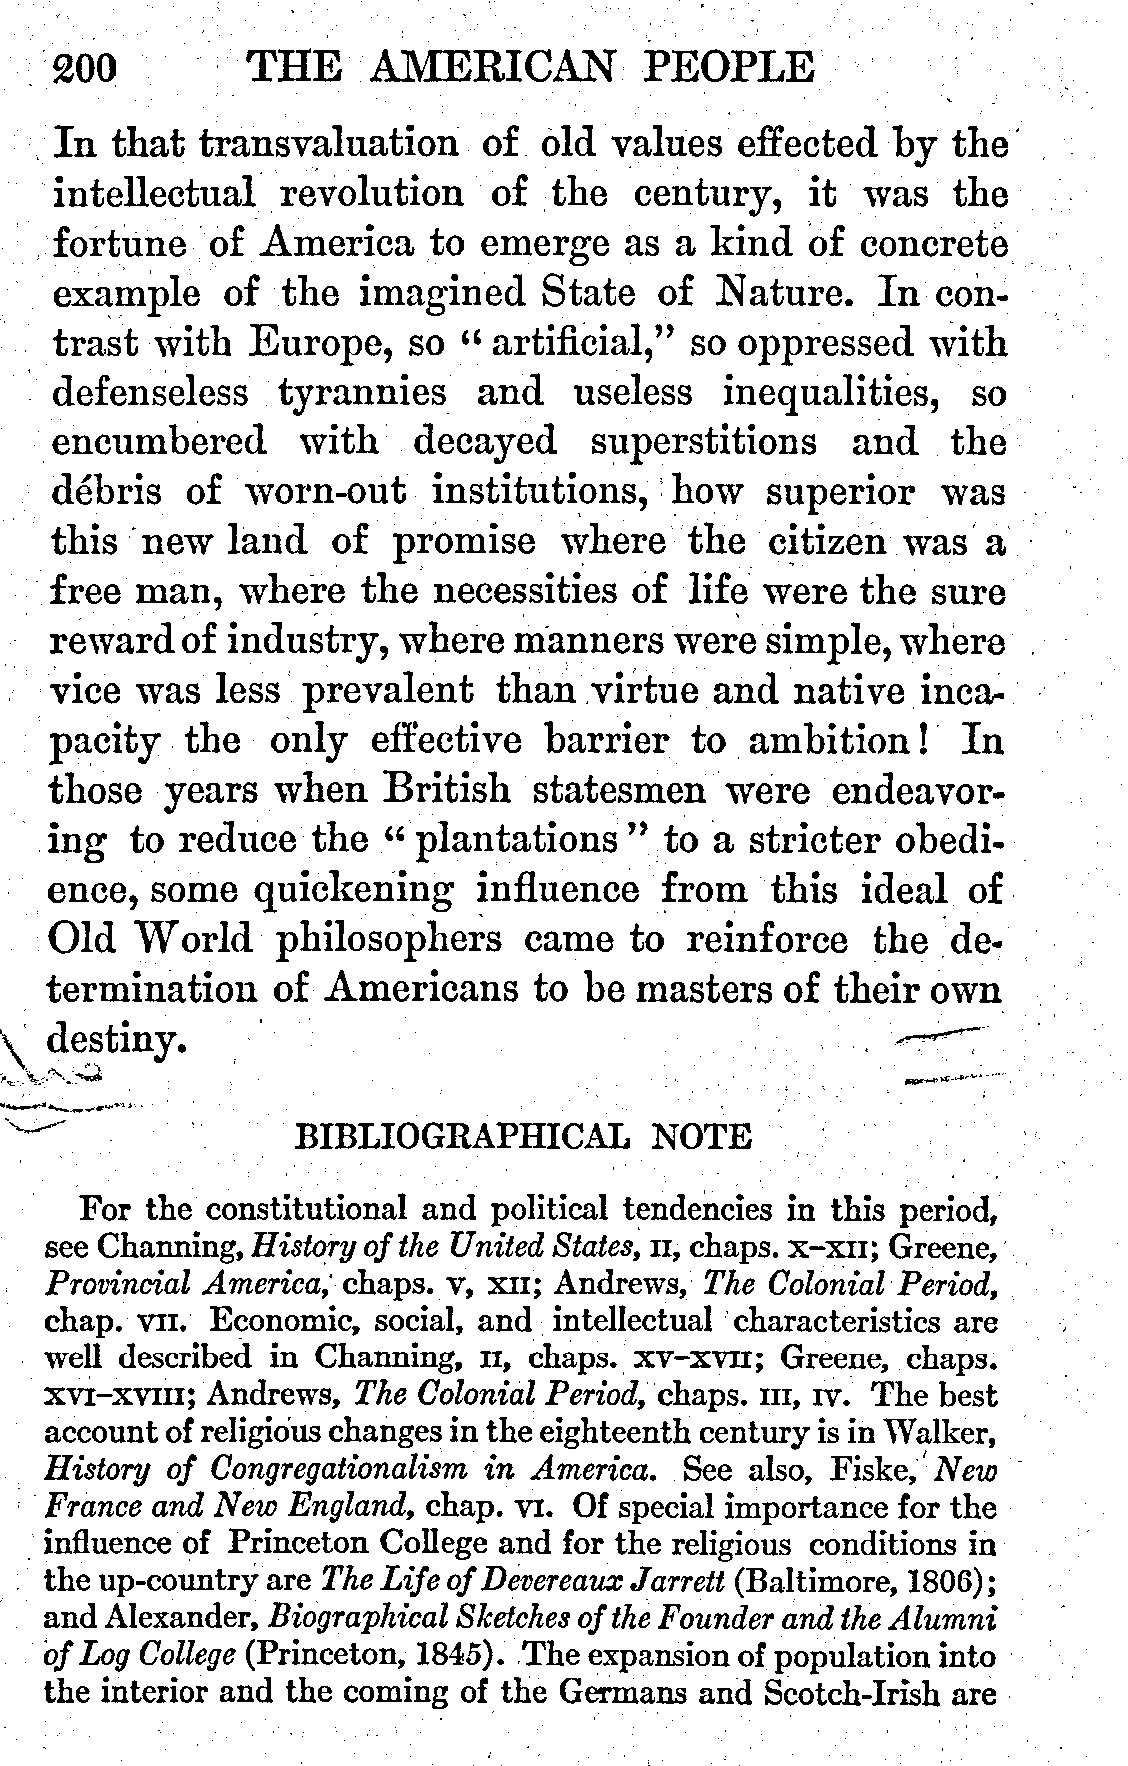 200 THE AMERICAN PEOPLE
In that transvaluation of old values effected by the
intellectual revolution of the century, it was the
fortune of America to emerge as a kind of concrete
example of the imagined State of Nature. In con-
trast with Europe, so “ artificial,” so oppressed with
defenseless tyrannies and useless inequalities, so
encumbered with decayed superstitions and the
débris of worn-out institutions, how superior was
this new land of promise where the citizen was a
free man, where the necessities of life were the sure
reward of industry, where manners were simple, where
vice was less prevalent than virtue and native inca-
pacity the only effective barrier to ambition! In
those years when British statesmen were endeavor-
ing to reduce the “ plantations ” to a stricter obedi-
ence, some quickening influence from this ideal of
Old World philosophers came to reinforce the de-
termination of Americans to be masters of their own
destiny.
BIBLIOGRAPHICAL NOTE
For the constitutional and political tendencies in this period,
see Channing, History of the United States, II, chaps. X–XII; Greene,
Provincial America, chaps. V, XII; Andrews, The Colonial Period,
chap. VII. Economic, social, and intellectual characteristics are
well described in Channing, II, chaps. XV–XVII; Greene, chaps.
XVI–XVIII; Andrews, The Colonial Period, chaps. III, IV. The best
account of religious changes in the eighteenth century is in Walker,
History of Congregationalism in America. See also, Fiske, New
France and New England, chap. VI. Of special importance for the
influence of Princeton College and for the religious conditions in
the up-country are The Life of Devereaux Jarrett (Baltimore, 1806);
and Alexander, Biographical Sketches of the Founder and the Alumni
of Log College (Princeton, 1845). The expansion of population into
the interior and the coming of the Germans and Scotch-Irish are